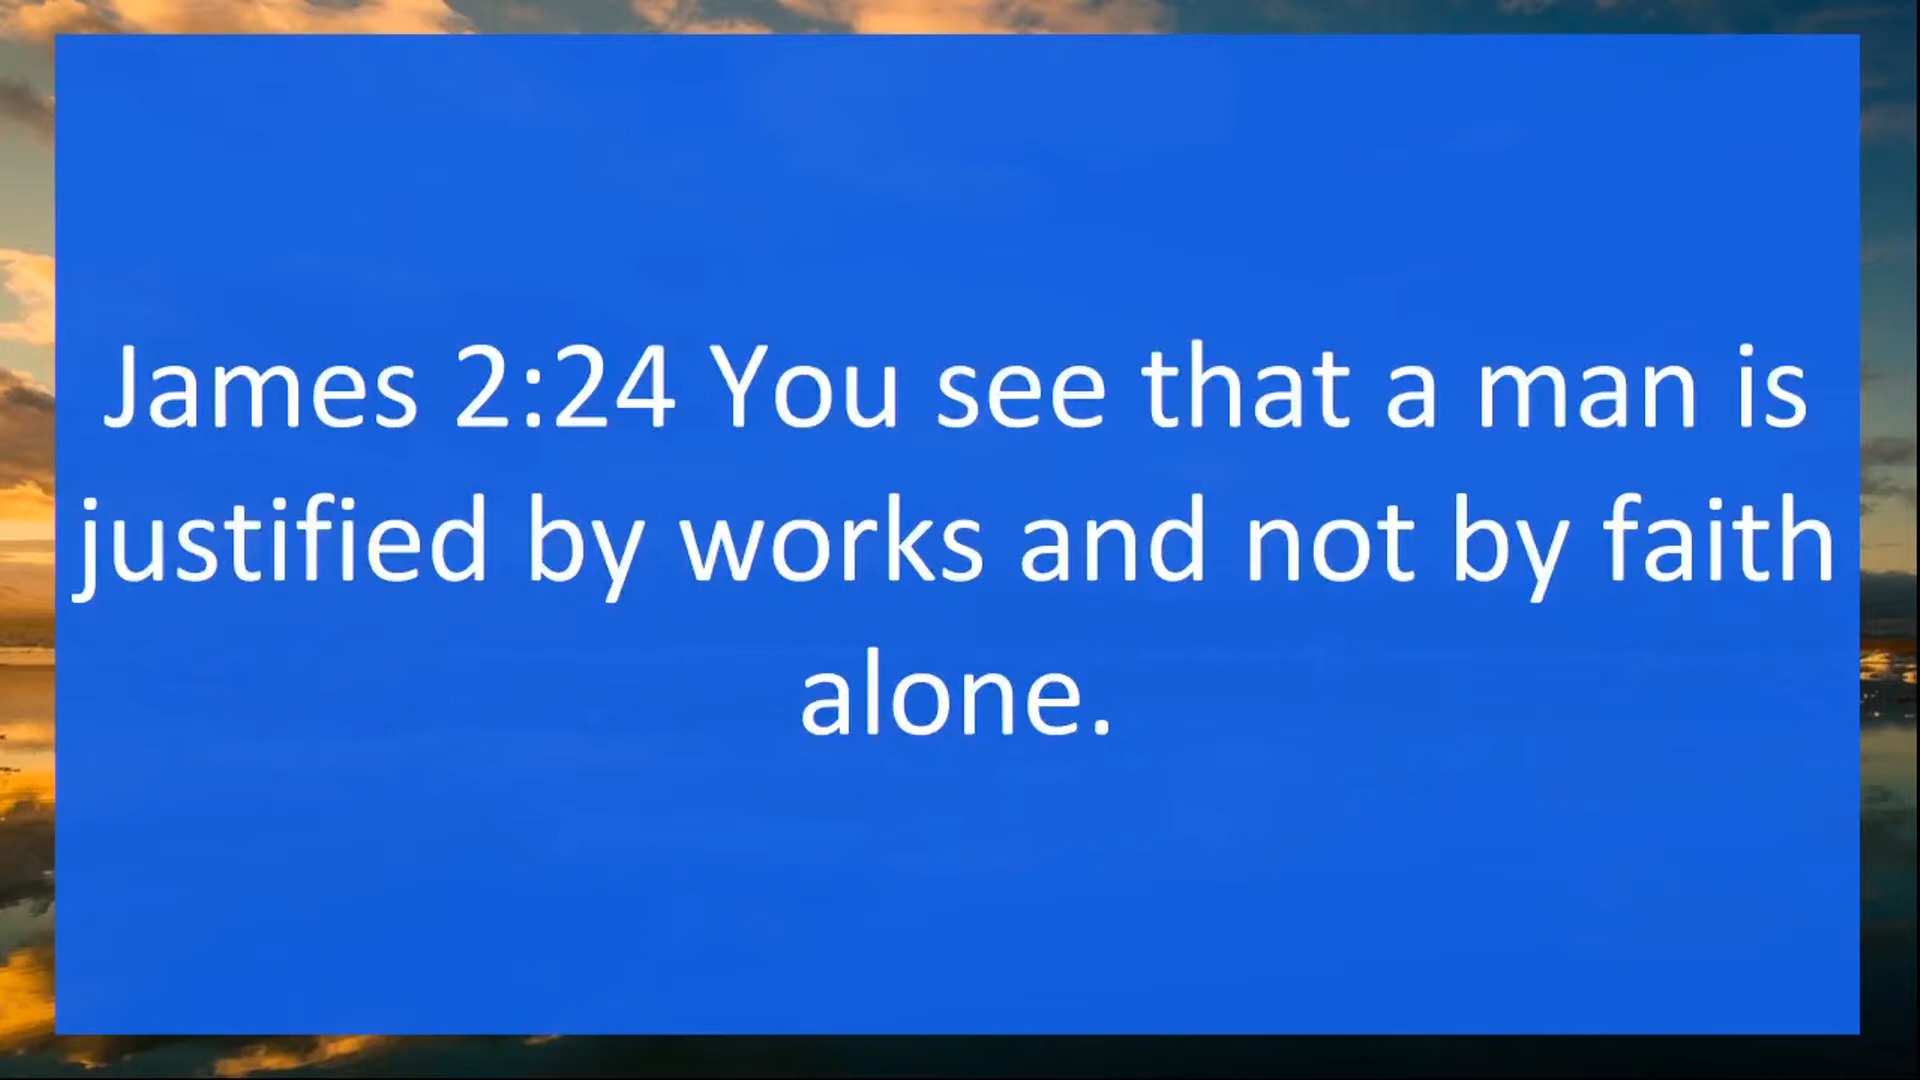 James 2:24 You see that a man is
justified by works and not by faith
alone.